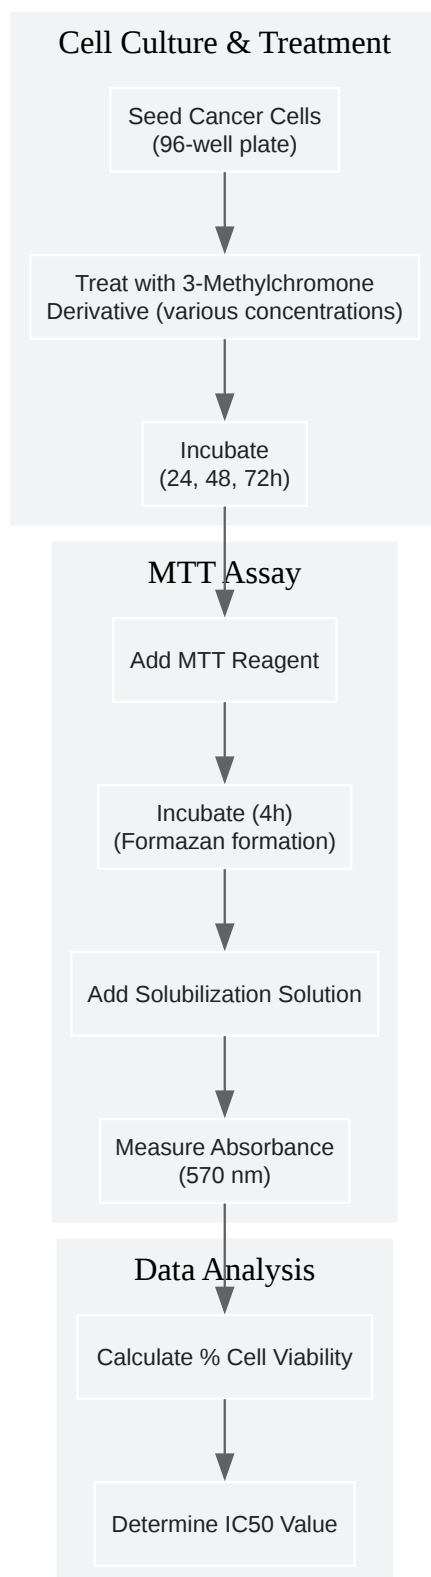 Cell Culture & Treatment
Seed Cancer Cells
(96-well plate)
Treat with 3-Methylchromone
Derivative (various concentrations)
Incubate
(24, 48, 72h)
MTT Assay
Add MTT Reagent
Incubate (4h)
(Formazan formation)
Add Solubilization Solution
Measure Absorbance
(570 nm)
Data Analysis
Calculate % Cell Viability
Determine IC50 Value